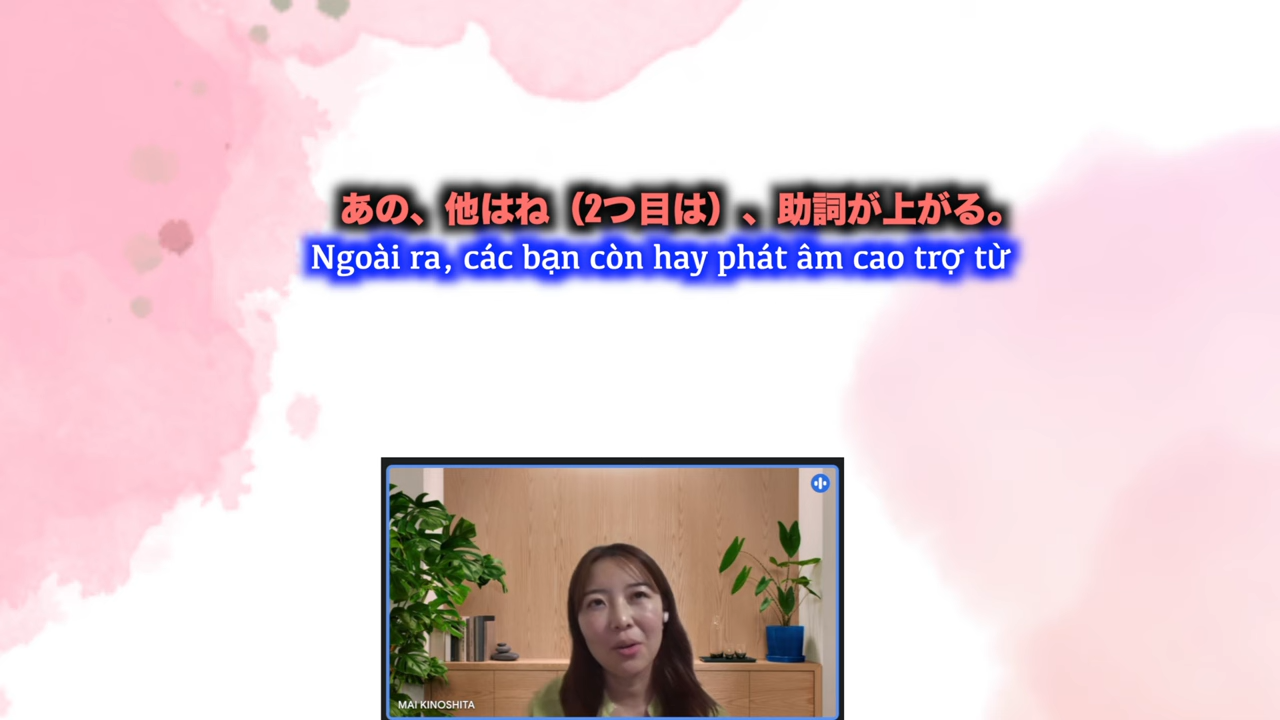 あの、他はね（2つ目は）、助詞が上がる。
Ngoài ra, các bạn còn hay phát âm cao trợ từ
MAI KINOSHITA